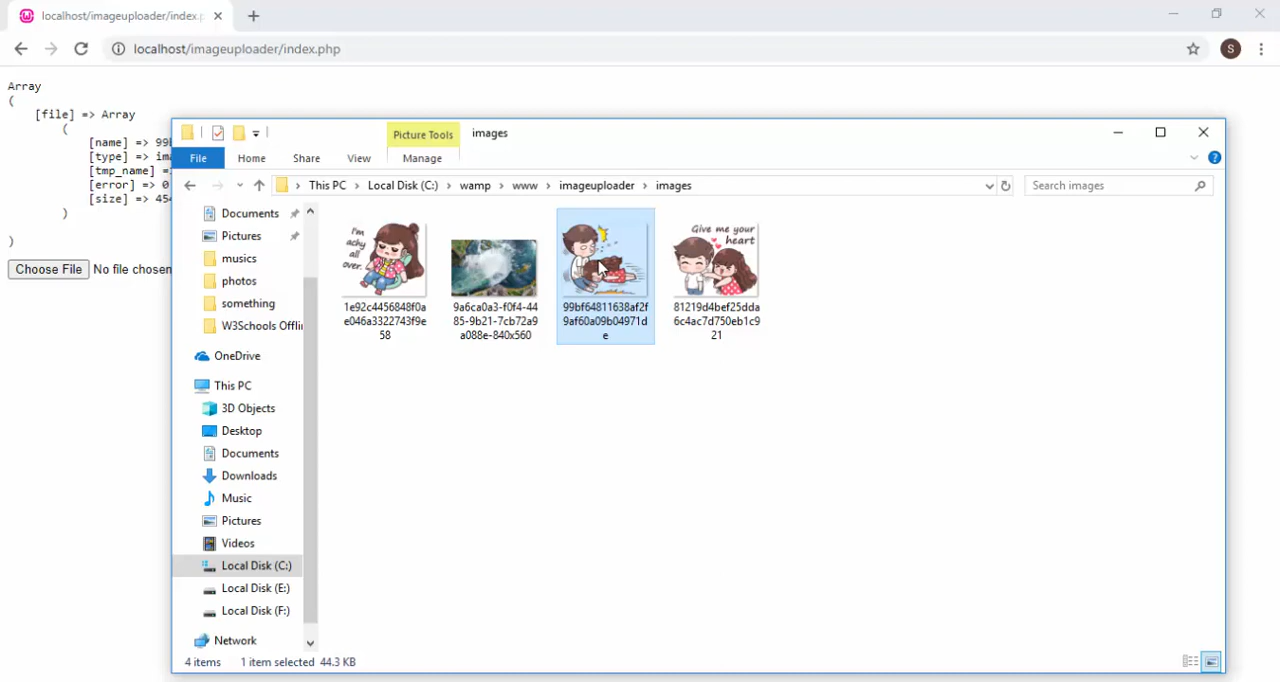 localhost/imageuploader/index.p
localhost/imageuploader/index.php
S
Array
(
[file] => Array
(
[name] => 99b
[type] => im
[tmp_name] =>
[error] => 0
[size] => 454
)
)
Choose File No file chosen
Picture Tools images
File Home Share View Manage
This PC > Local Disk (C:) > wamp > www > imageuploader > images
Search images
Documents
Pictures
musics
photos
something
W3Schools Offli
OneDrive
This PC
3D Objects
Desktop
Documents
Downloads
Music
Pictures
Videos
Local Disk (C:)
Local Disk (E:)
Local Disk (F:)
Network
I'm
achy
all
over.
1e92c4456848f0a
e046a3322743f9e
58
9a6ca0a3-f0f4-44
85-9b21-7cb72a9
a088e-840x560
99bf64811638af2f
9af60a09b04971d
e
Give me your
heart
81219d4bef25dda
6c4ac7d750eb1c9
21
4 items 1 item selected 44.3 KB